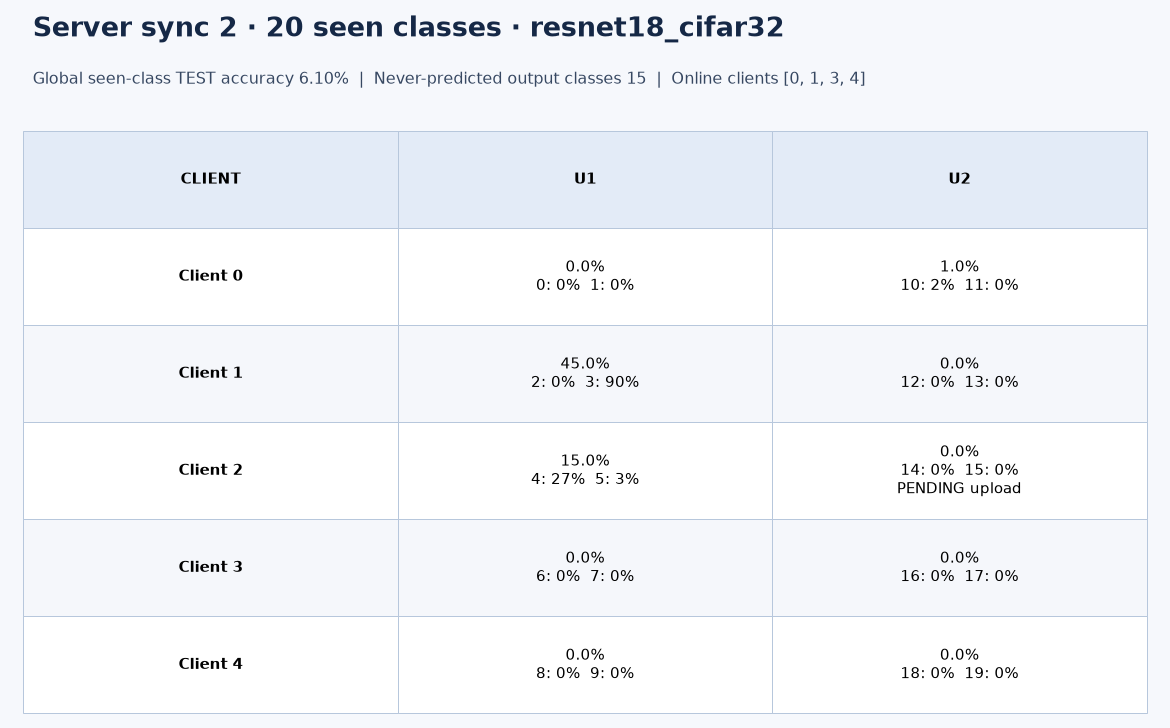 Server sync 2 · 20 seen classes · resnet18_cifar32
Global seen-class TEST accuracy 6.10%  |  Never-predicted output classes 15  |  Online clients [0, 1, 3, 4]
CLIENT
U1
U2
Client 0
0.0%
0: 0%  1: 0%
1.0%
10: 2%  11: 0%
Client 1
45.0%
2: 0%  3: 90%
0.0%
12: 0%  13: 0%
Client 2
15.0%
4: 27%  5: 3%
0.0%
14: 0%  15: 0%
PENDING upload
Client 3
0.0%
6: 0%  7: 0%
0.0%
16: 0%  17: 0%
Client 4
0.0%
8: 0%  9: 0%
0.0%
18: 0%  19: 0%